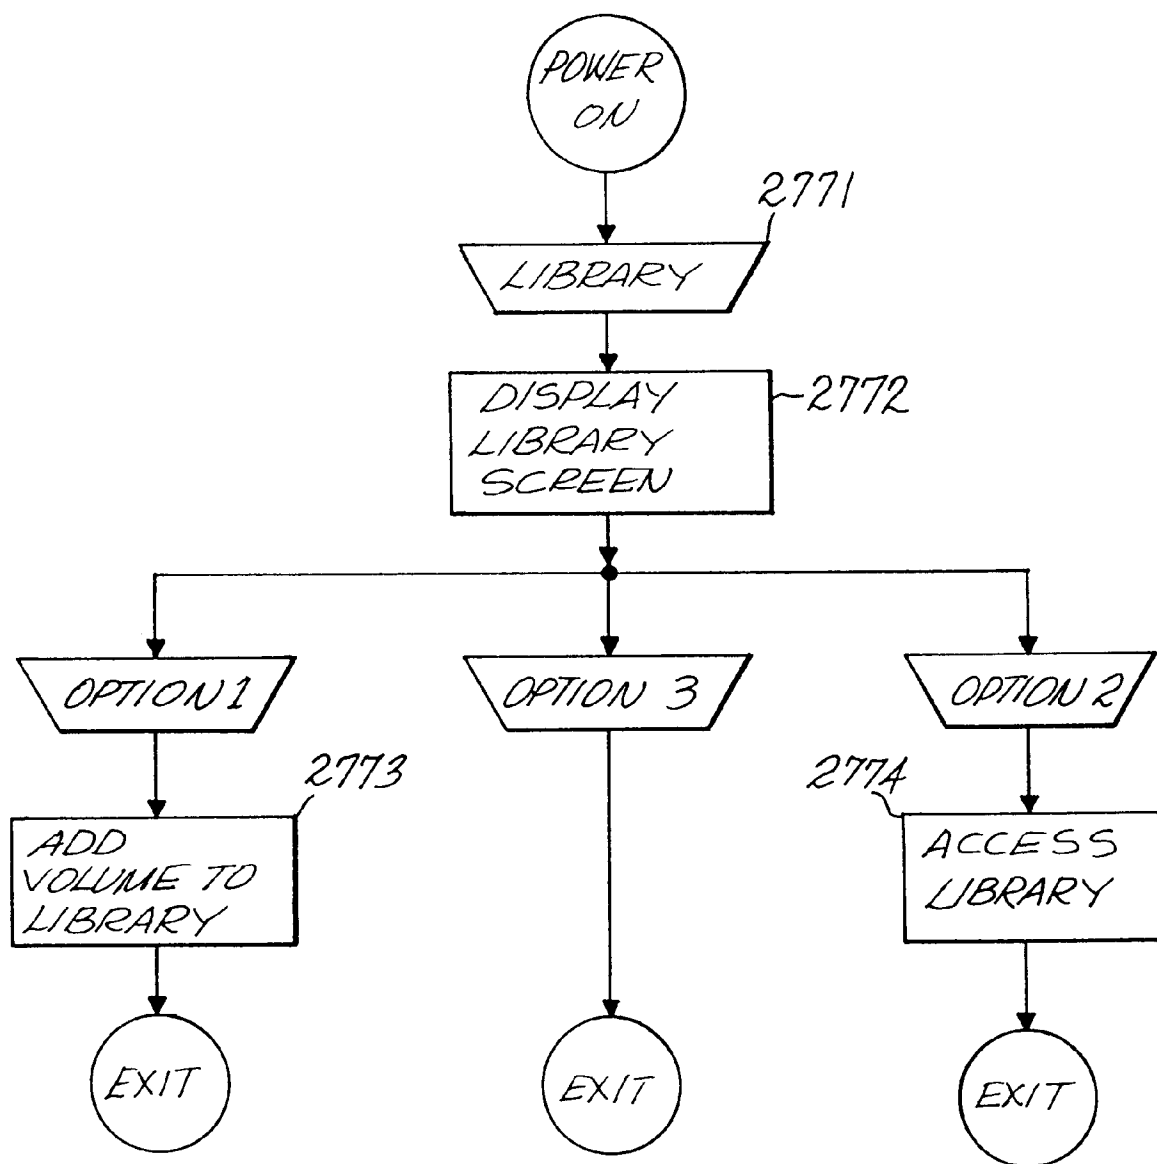 POWER
ON
2771
LIBRARY
DISPLAY
LIBRARY
SCREEN
2772
OPTION 1
OPTION 3
OPTION 2
2773
2774
ADD
VOLUME TO
LIBRARY
ACCESS
LIBRARY
EXIT
EXIT
EXIT